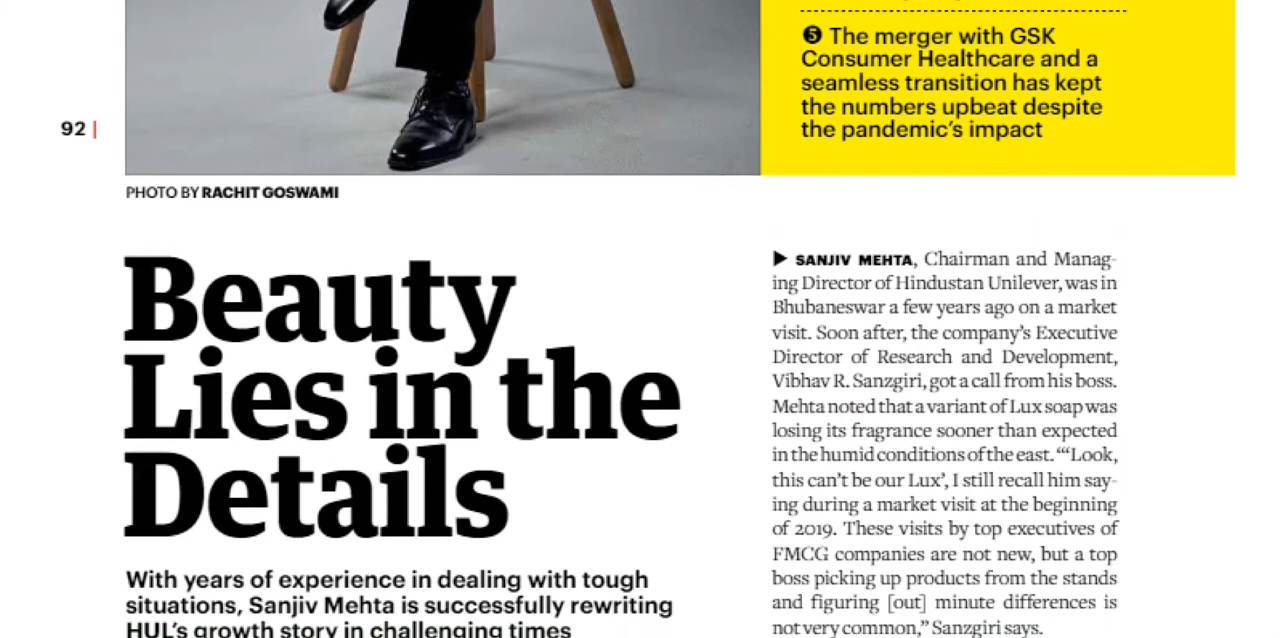 ❺ The merger with GSK
Consumer Healthcare and a
seamless transition has kept
the numbers upbeat despite
the pandemic's impact
92 |
PHOTO BY RACHIT GOSWAMI
Beauty
Lies in the
Details
With years of experience in dealing with tough
situations, Sanjiv Mehta is successfully rewriting
HUL's growth story in challenging times
▶ SANJIV MEHTA, Chairman and Manag-
ing Director of Hindustan Unilever, was in
Bhubaneswar a few years ago on a market
visit. Soon after, the company's Executive
Director of Research and Development,
Vibhav R. Sanzgiri, got a call from his boss.
Mehta noted that a variant of Lux soap was
losing its fragrance sooner than expected
in the humid conditions of the east. “‘Look,
this can't be our Lux’, I still recall him say-
ing during a market visit at the beginning
of 2019. These visits by top executives of
FMCG companies are not new, but a top
boss picking up products from the stands
and figuring [out] minute differences is
not very common,” Sanzgiri says.